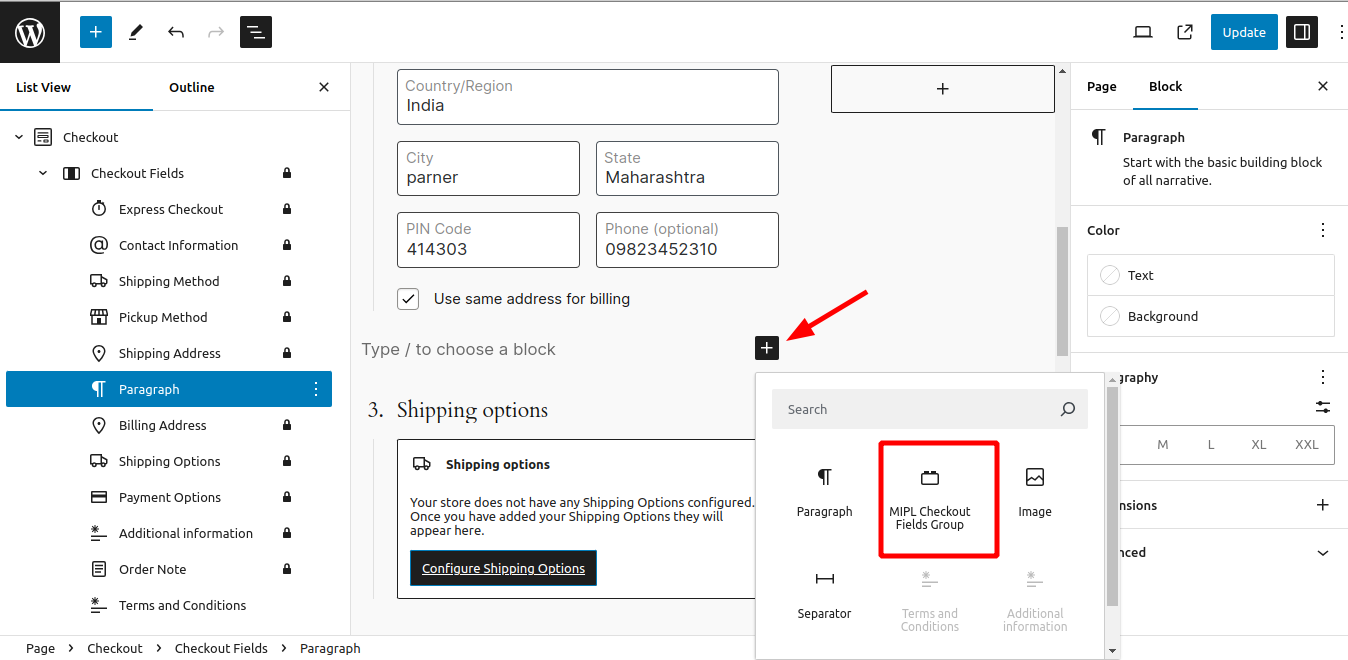 Update
List View
Outline
Checkout
Checkout Fields
Express Checkout
Contact Information
Shipping Method
Pickup Method
Shipping Address
Paragraph
Billing Address
Shipping Options
Payment Options
Additional information
Order Note
Terms and Conditions
Country/Region
India
City
parner
State
Maharashtra
PIN Code
414303
Phone (optional)
09823452310
Use same address for billing
Type / to choose a block
3. Shipping options
Shipping options
Your store does not have any Shipping Options configured.
Once you have added your Shipping Options they will
appear here.
Configure Shipping Options
Search
Paragraph
MIPL Checkout
Fields Group
Image
Separator
Terms and
Conditions
Additional
information
Page
Block
Paragraph
Start with the basic building block
of all narrative.
Color
Text
Background
graphy
M L XL XXL
nsions
nced
Page > Checkout > Checkout Fields > Paragraph